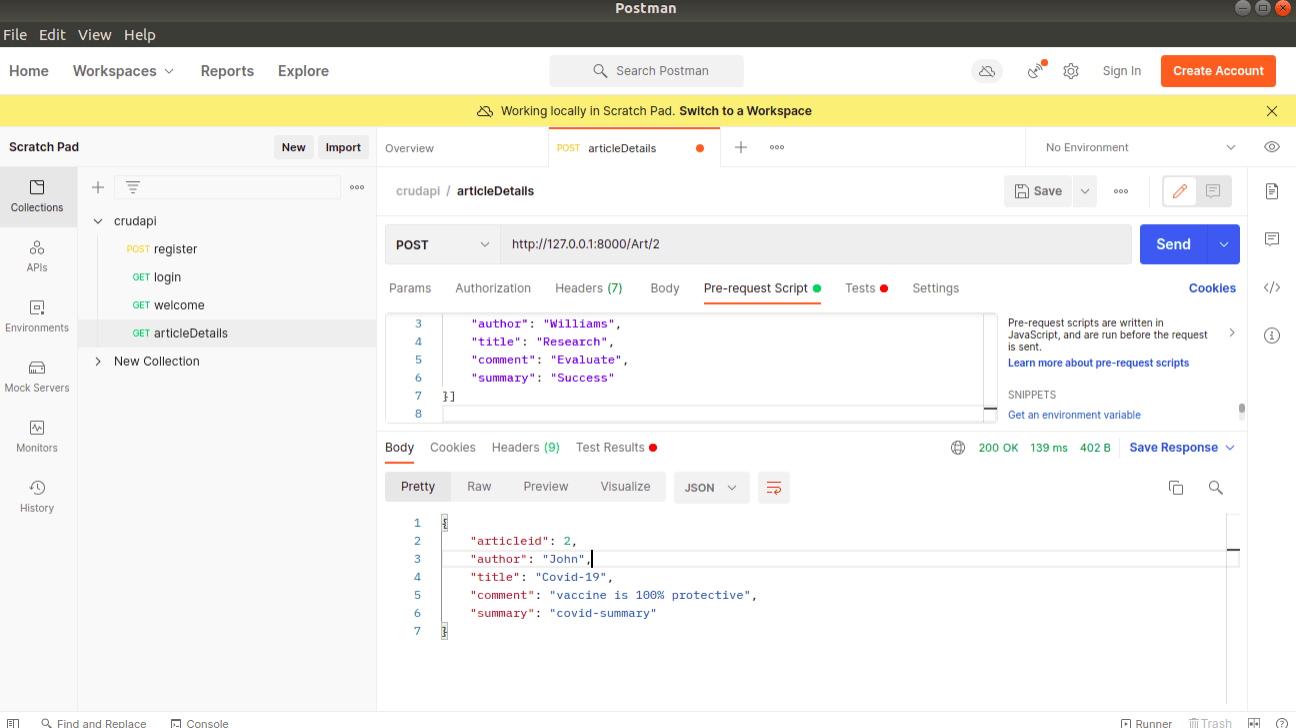 Postman
File Edit View Help
Home Workspaces Reports Explore Search Postman Sign In Create Account
Working locally in Scratch Pad. Switch to a Workspace
Scratch Pad New Import Overview POST articleDetails No Environment
Collections
APIs
Environments
Mock Servers
Monitors
History
crudapi
POST register
GET login
GET welcome
GET articleDetails
New Collection
crudapi / articleDetails Save
POST http://127.0.0.1:8000/Art/2 Send
Params Authorization Headers (7) Body Pre-request Script Tests Settings Cookies
3 "author": "Williams",
4 "title": "Research",
5 "comment": "Evaluate",
6 "summary": "Success"
7 }]
8
Pre-request scripts are written in
JavaScript, and are run before the request
is sent.
Learn more about pre-request scripts
SNIPPETS
Get an environment variable
Body Cookies Headers (9) Test Results 200 OK 139 ms 402 B Save Response
Pretty Raw Preview Visualize JSON
1 {
2 "articleid": 2,
3 "author": "John",
4 "title": "Covid-19",
5 "comment": "vaccine is 100% protective",
6 "summary": "covid-summary"
7 }
Find and Replace Console Runner Trash